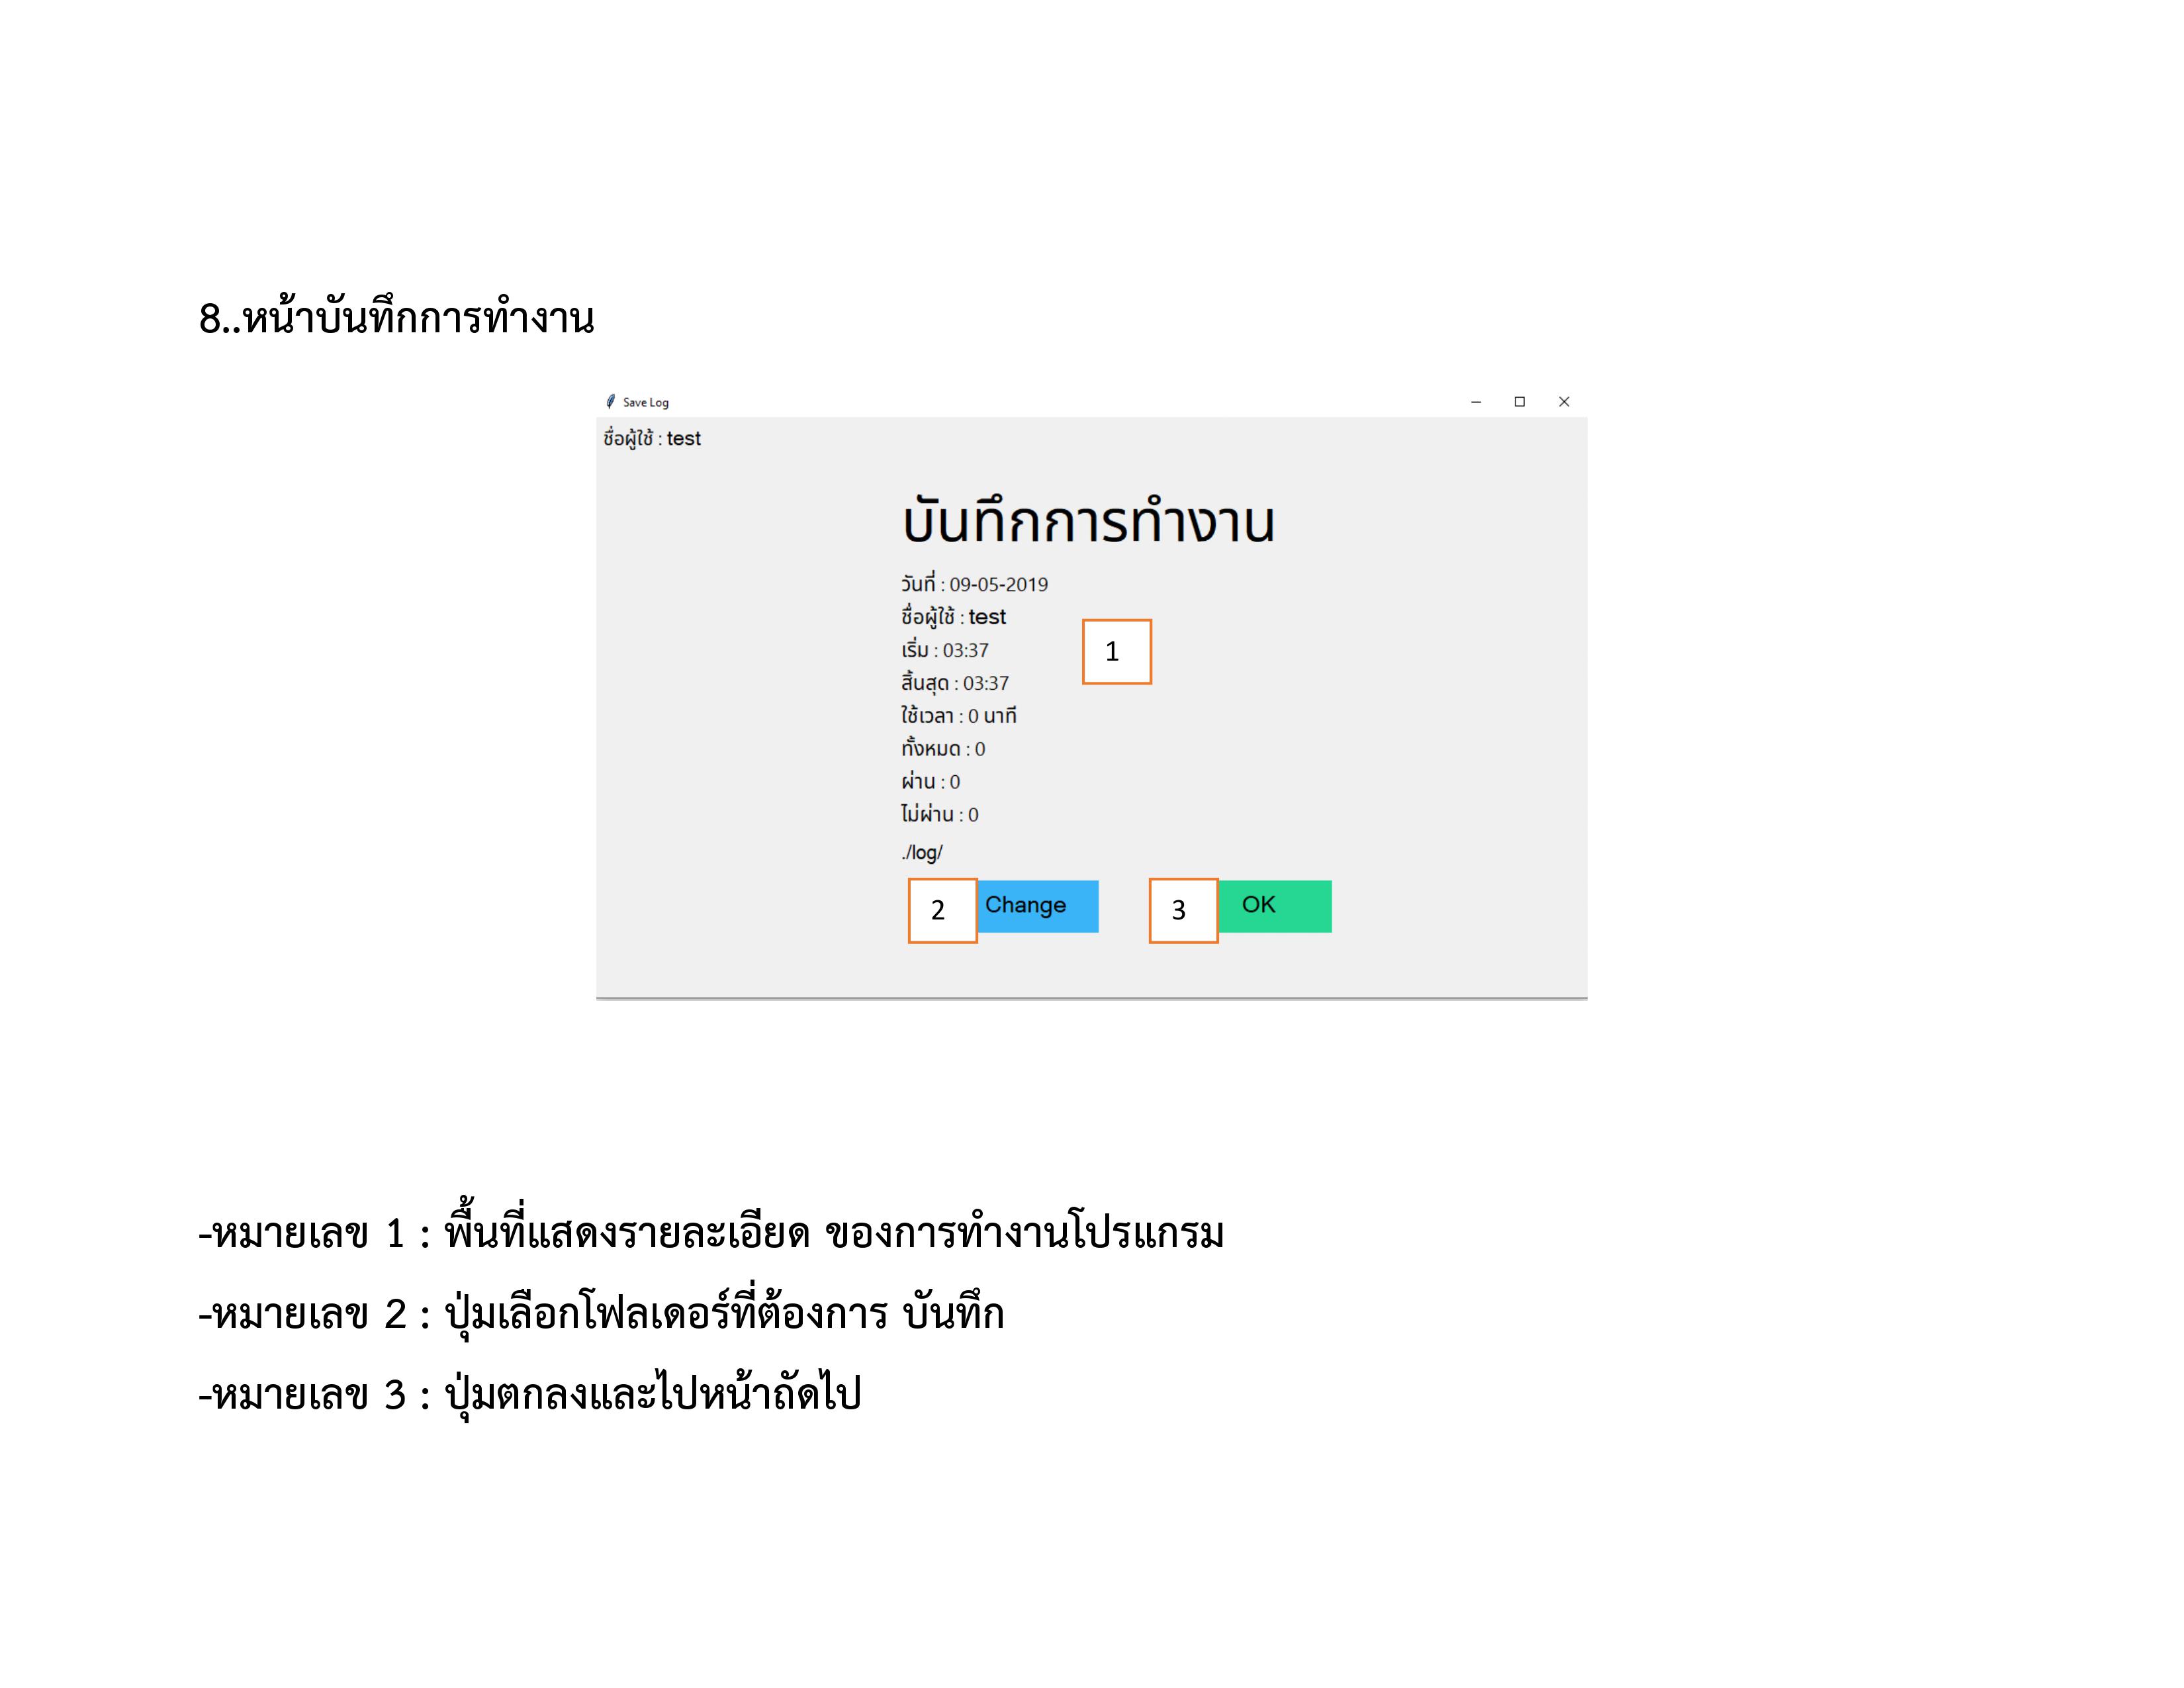 8..หน้าบันทึกการทำงาน
Save Log
ชื่อผู้ใช้ : test
บันทึกการทำงาน
วันที่ : 09-05-2019
ชื่อผู้ใช้ : test
เริ่ม : 03:37
1
สิ้นสุด : 03:37
ใช้เวลา : 0 นาที
ทั้งหมด : 0
ผ่าน : 0
ไม่ผ่าน : 0
./log/
2 Change 3 OK
-หมายเลข 1 : พื้นที่แสดงรายละเอียด ของการทำงานโปรแกรม
-หมายเลข 2 : ปุ่มเลือกโฟลเดอร์ที่ต้องการ บันทึก
-หมายเลข 3 : ปุ่มตกลงและไปหน้าถัดไป